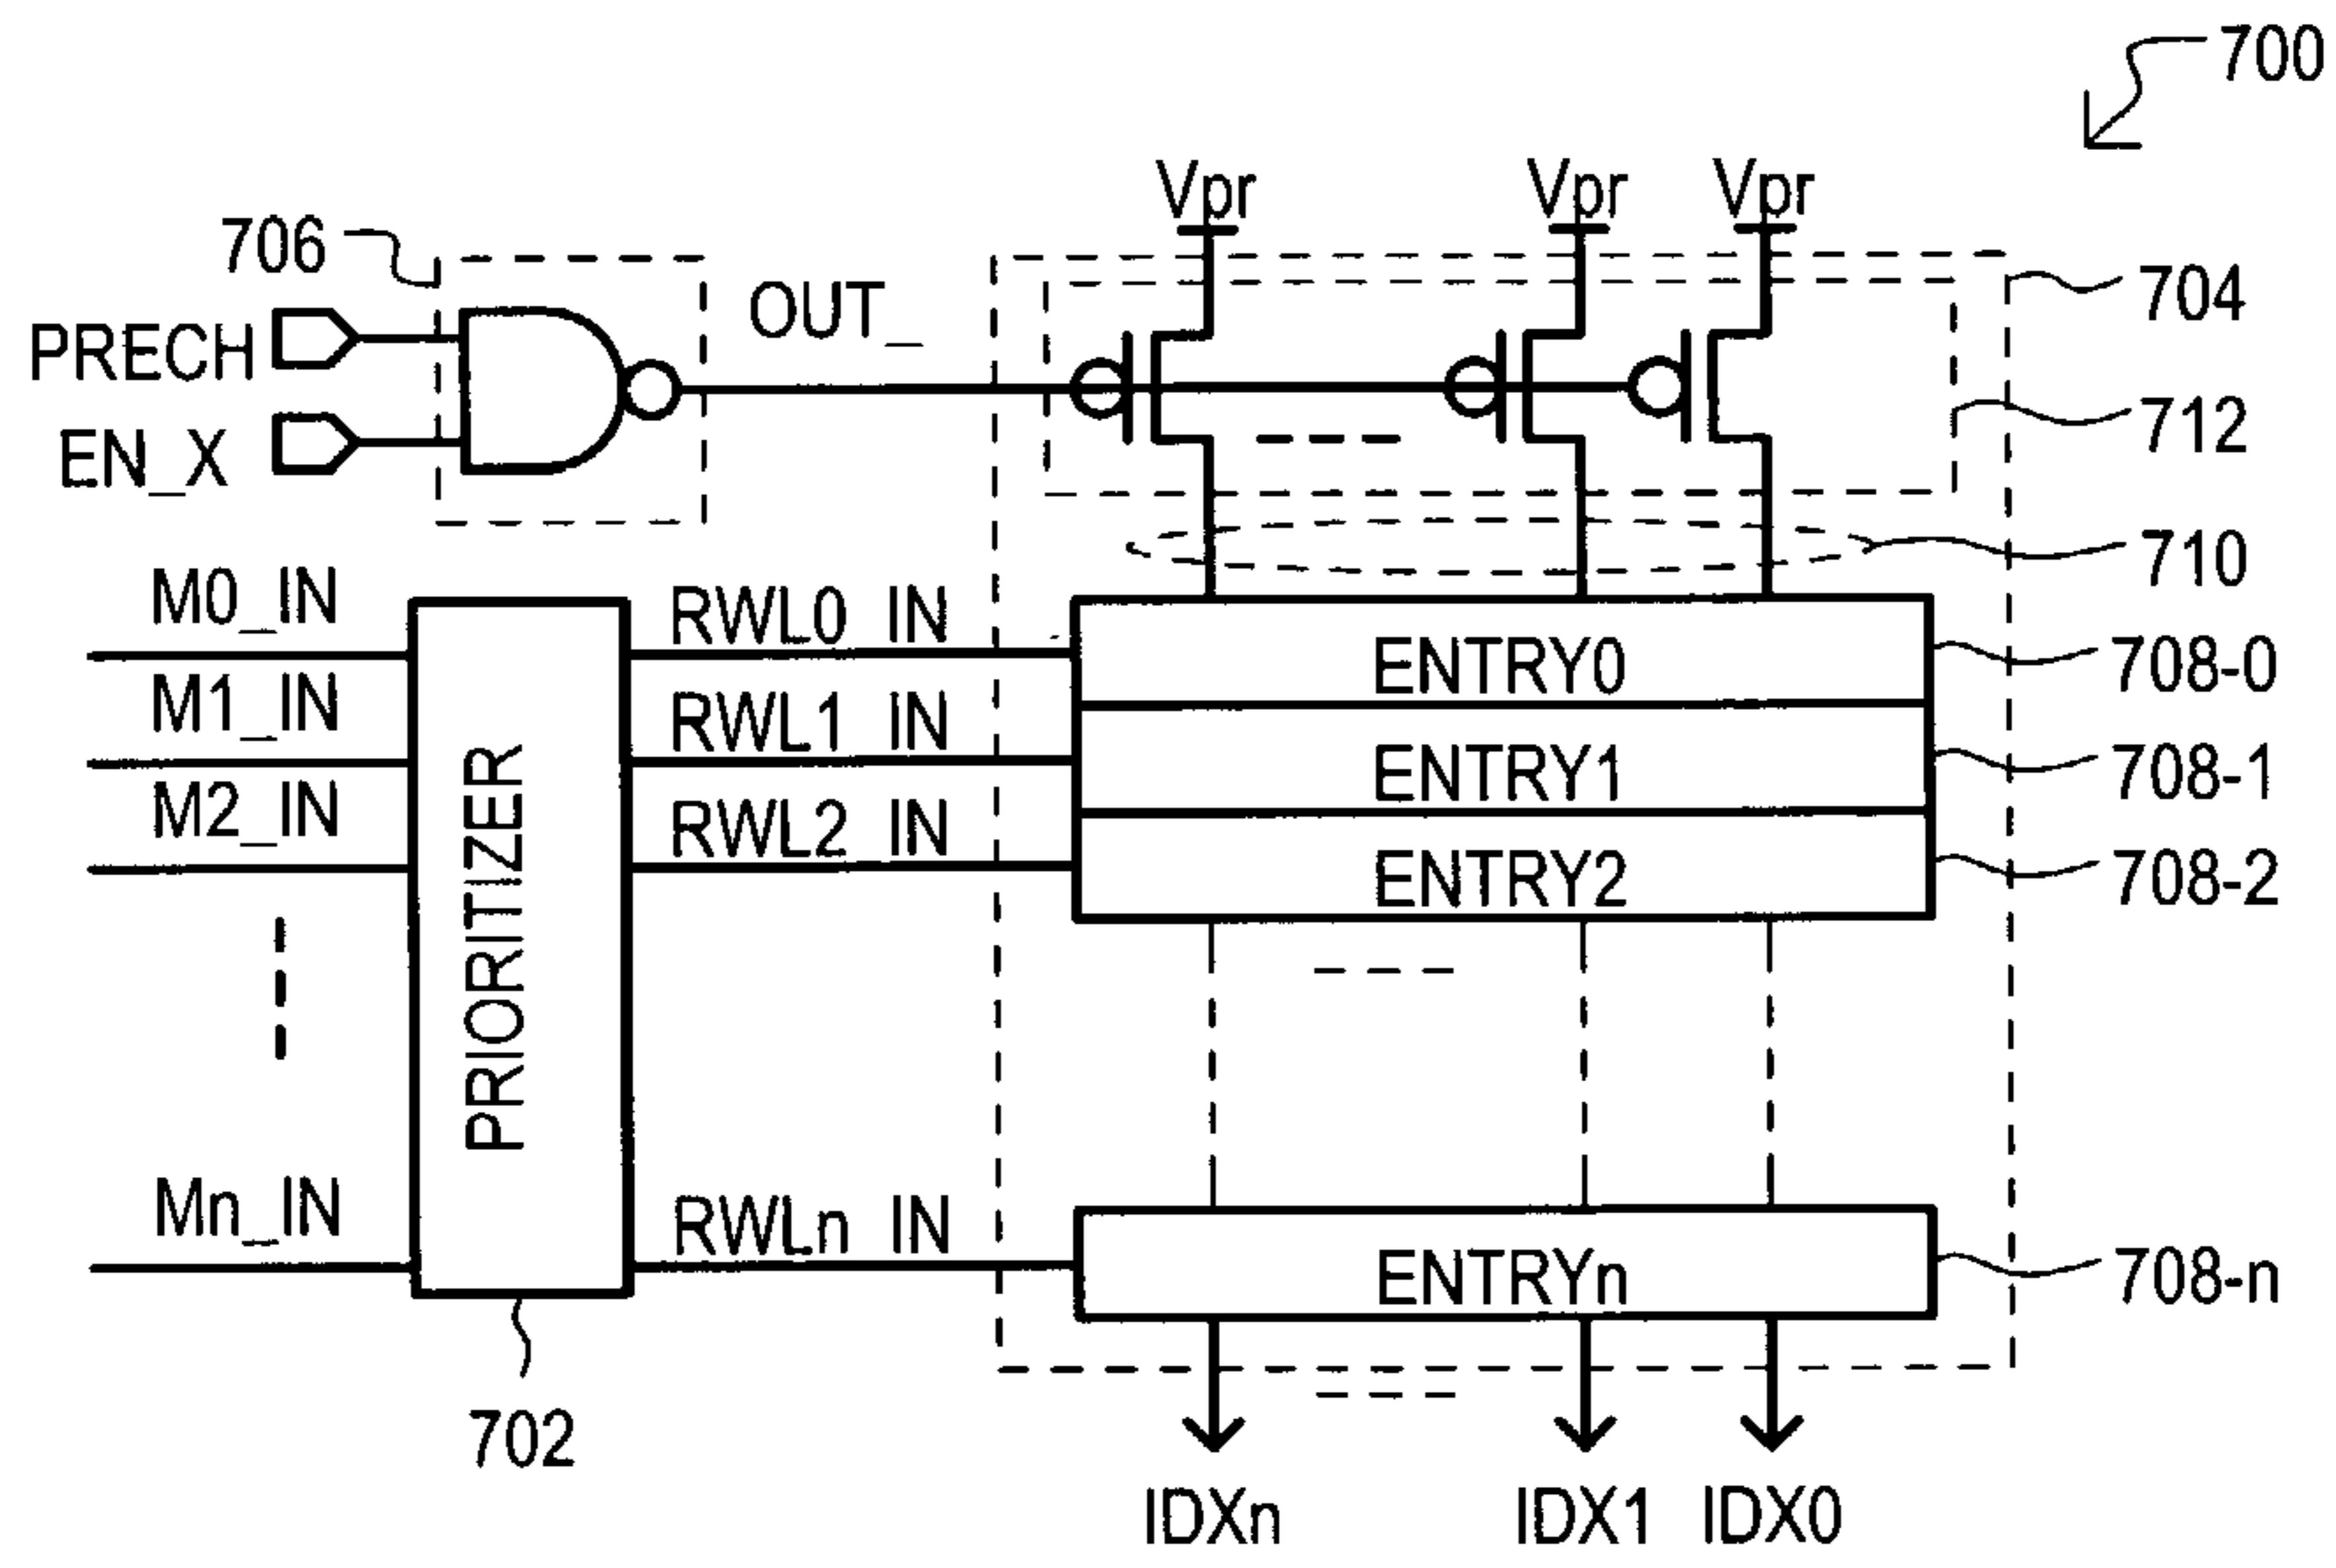 700
Vpr Vpr Vpr
706
704
OUT_
PRECH
712
EN_X
710
M0_IN
RWL0_IN
ENTRY0
708-0
M1_IN
RWL1_IN
ENTRY1
708-1
M2_IN
RWL2_IN
ENTRY2
708-2
PRIORITIZER
Mn_IN
RWLn_IN
ENTRYn
708-n
702
IDXn IDX1 IDX0